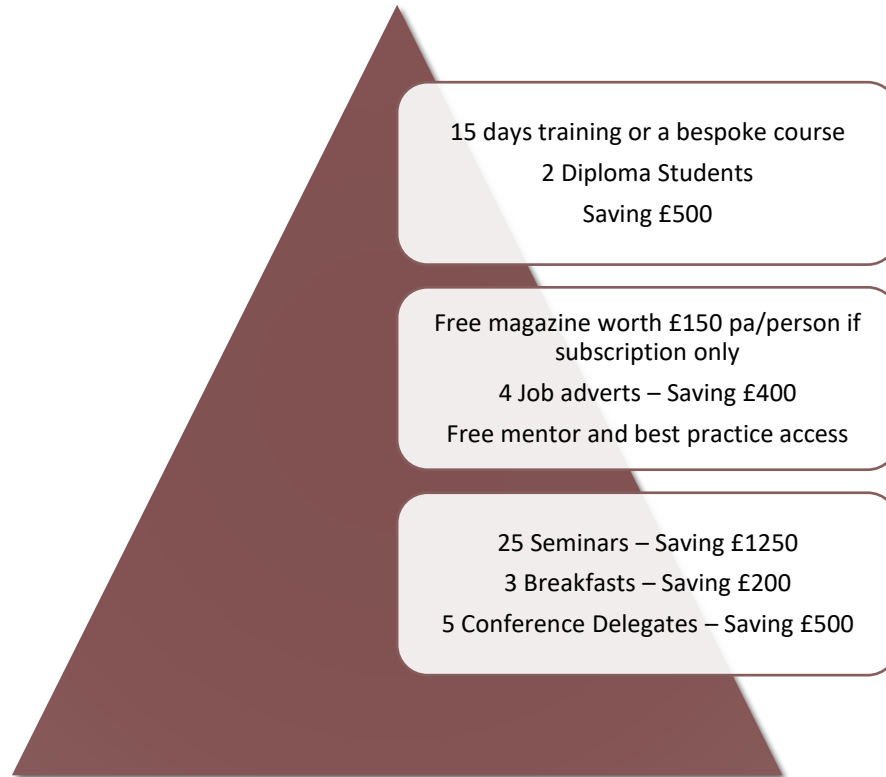 15 days training or a bespoke course
2 Diploma Students
Saving £500
Free magazine worth £150 pa/person if
subscription only
4 Job adverts – Saving £400
Free mentor and best practice access
25 Seminars – Saving £1250
3 Breakfasts – Saving £200
5 Conference Delegates – Saving £500